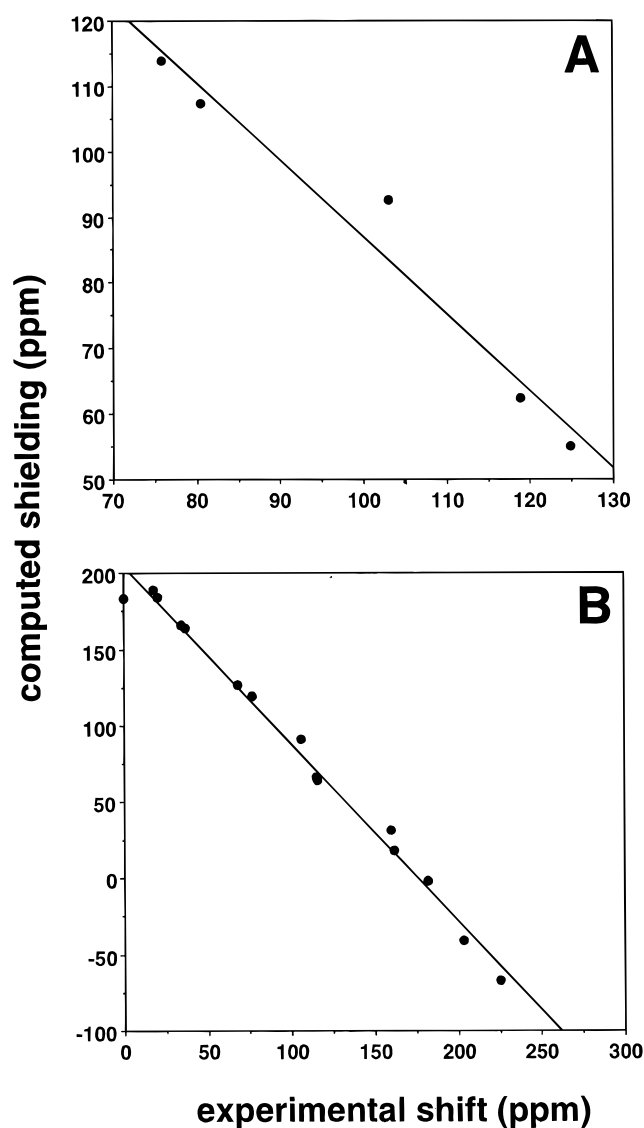 computed shielding (ppm)
A
120
110
100
90
80
70
60
50
70 80 90 100 110 120 130
B
200
150
100
50
0
-50
-100
0 50 100 150 200 250 300
experimental shift (ppm)